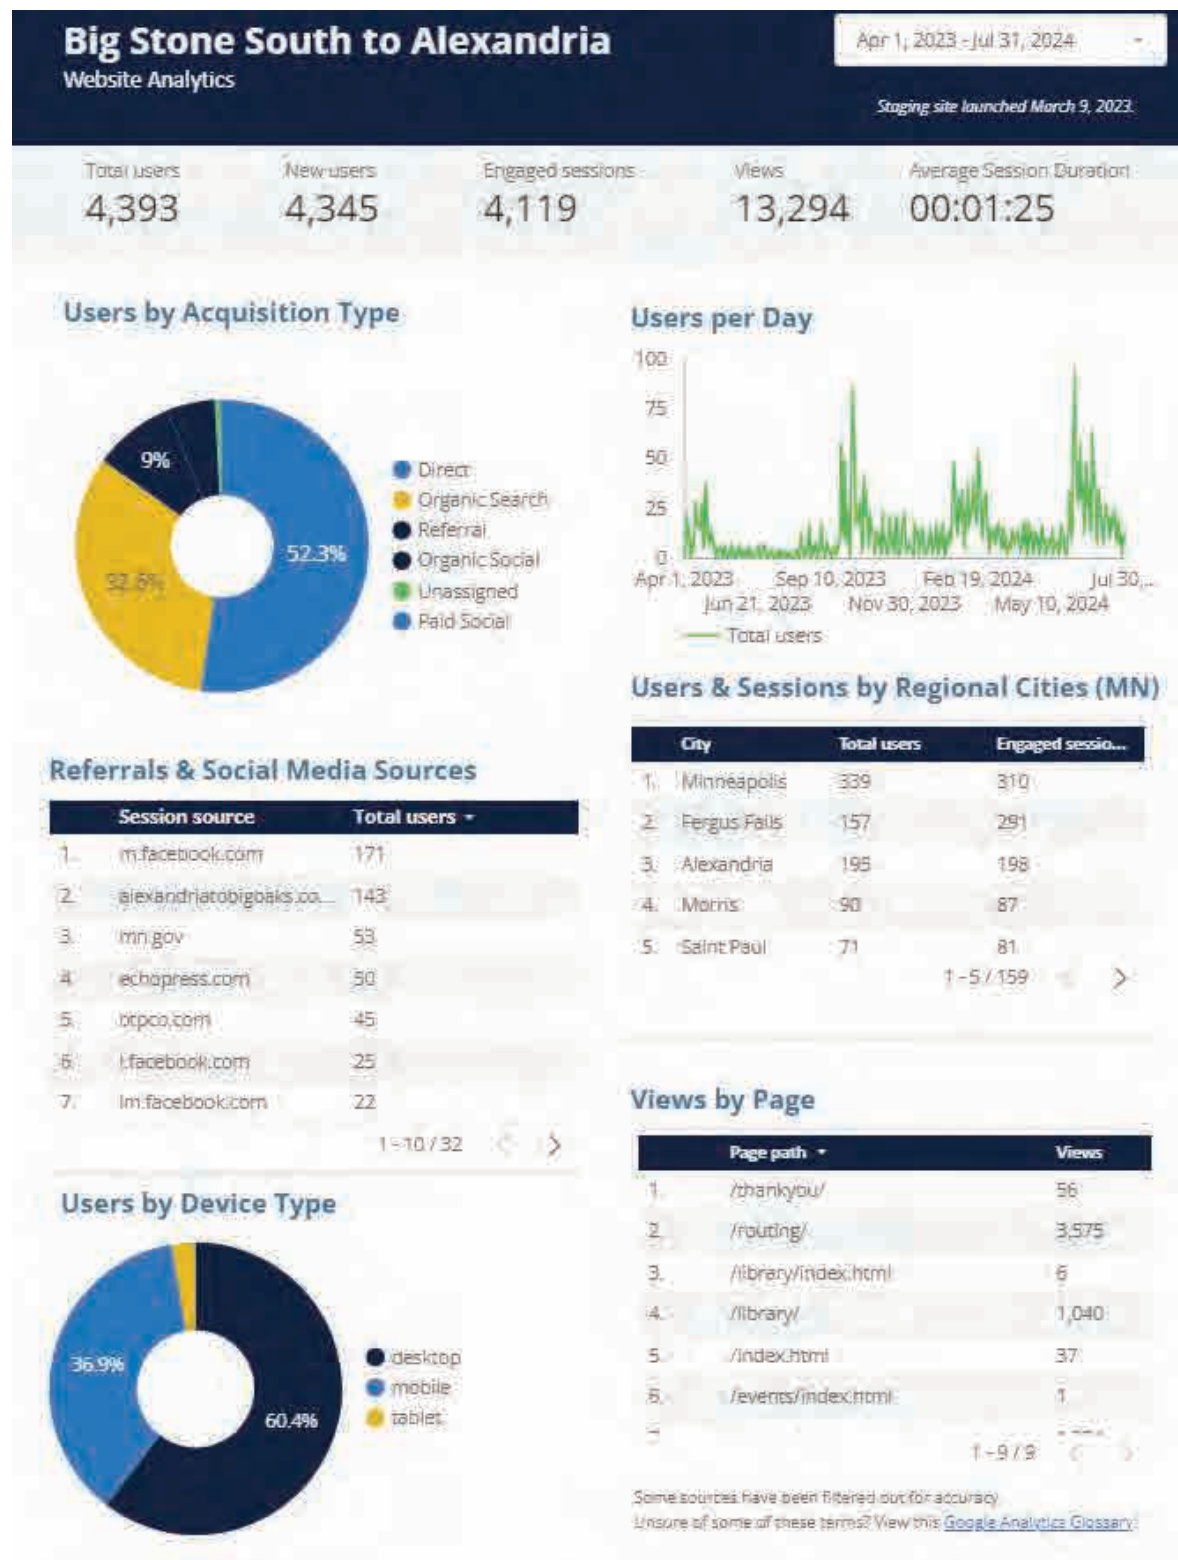 Big Stone South to Alexandria
Website Analytics
Apr 1, 2023 - Jul 31, 2024
Staging site launched March 9, 2023.
Total users
4,393
New users
4,345
Engaged sessions
4,119
Views
13,294
Average Session Duration
00:01:25
Users by Acquisition Type
9%
52.3%
32.6%
Direct
Organic Search
Referral
Organic Social
Unassigned
Paid Social
Users per Day
100
75
50
25
0
Apr 1, 2023 Sep 10, 2023 Feb 19, 2024 Jul 30,...
Jun 21, 2023 Nov 30, 2023 May 10, 2024
Total users
Users & Sessions by Regional Cities (MN)
City Total users Engaged sessio...
1. Minneapolis 339 310
2. Fergus Falls 157 291
3. Alexandria 195 198
4. Morris 90 87
5. Saint Paul 71 81
1 - 5 / 159
Referrals & Social Media Sources
Session source Total users
1. m.facebook.com 171
2. alexandriatobigoaks.co... 143
3. mn.gov 53
4. echopress.com 50
5. otpco.com 45
6. l.facebook.com 25
7. lm.facebook.com 22
1 - 10 / 32
Users by Device Type
36.9%
60.4%
desktop
mobile
tablet
Views by Page
Page path Views
1. /thankyou/ 56
2. /routing/ 3,575
3. /library/index.html 6
4. /library/ 1,040
5. /index.html 37
6. /events/index.html 1
1 - 9 / 9
Some sources have been filtered out for accuracy
Unsure of some of these terms? View this Google Analytics Glossary.